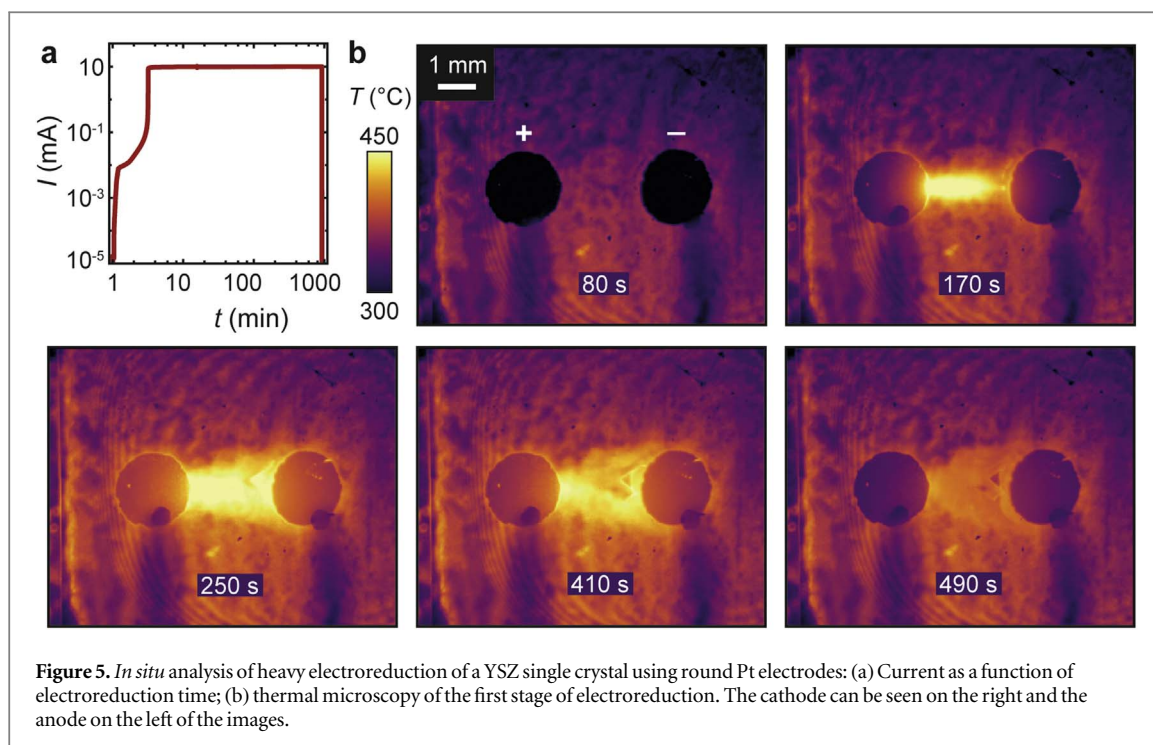 a
b
I (mA)
10
10⁻¹
10⁻³
10⁻⁵
1
10
100
1000
t (min)
T (°C)
450
300
1 mm
+
−
80 s
170 s
250 s
410 s
490 s
Figure 5. In situ analysis of heavy electroreduction of a YSZ single crystal using round Pt electrodes: (a) Current as a function of
electroreduction time; (b) thermal microscopy of the first stage of electroreduction. The cathode can be seen on the right and the
anode on the left of the images.